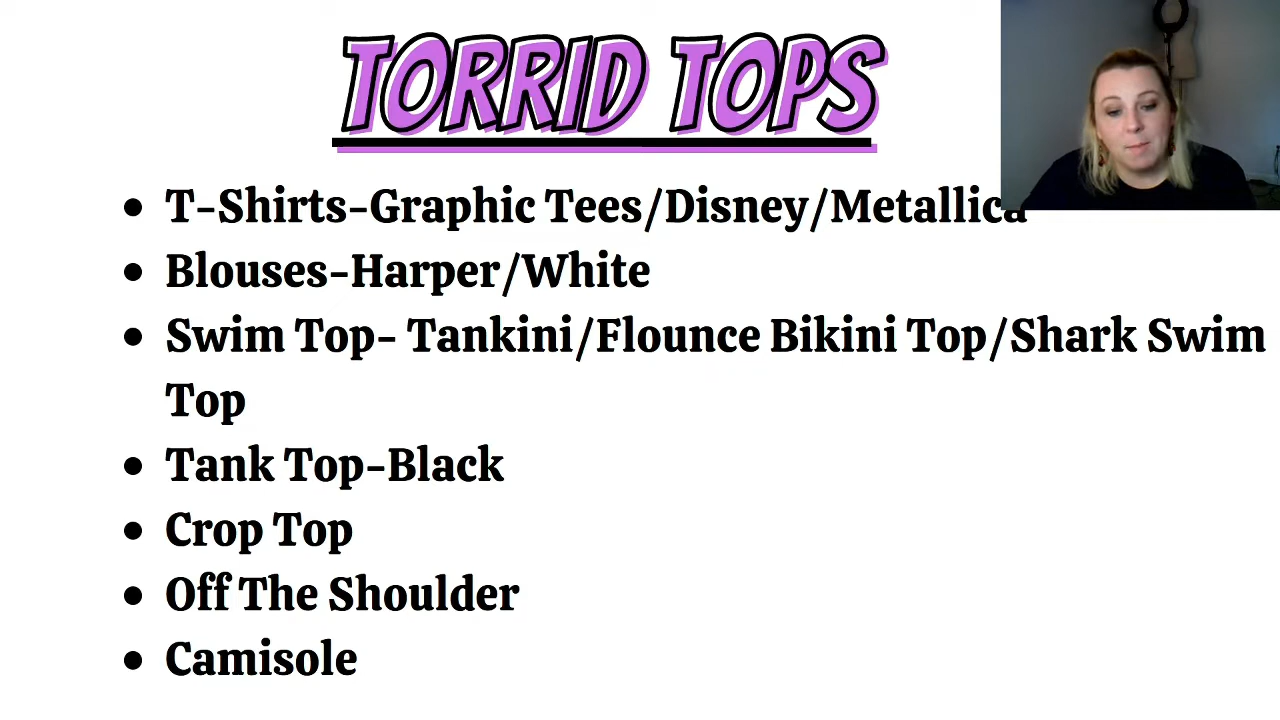 TORRID TOPS
T-Shirts-Graphic Tees/Disney/Metallica
Blouses-Harper/White
Swim Top- Tankini/Flounce Bikini Top/Shark Swim
Top
Tank Top-Black
Crop Top
Off The Shoulder
Camisole